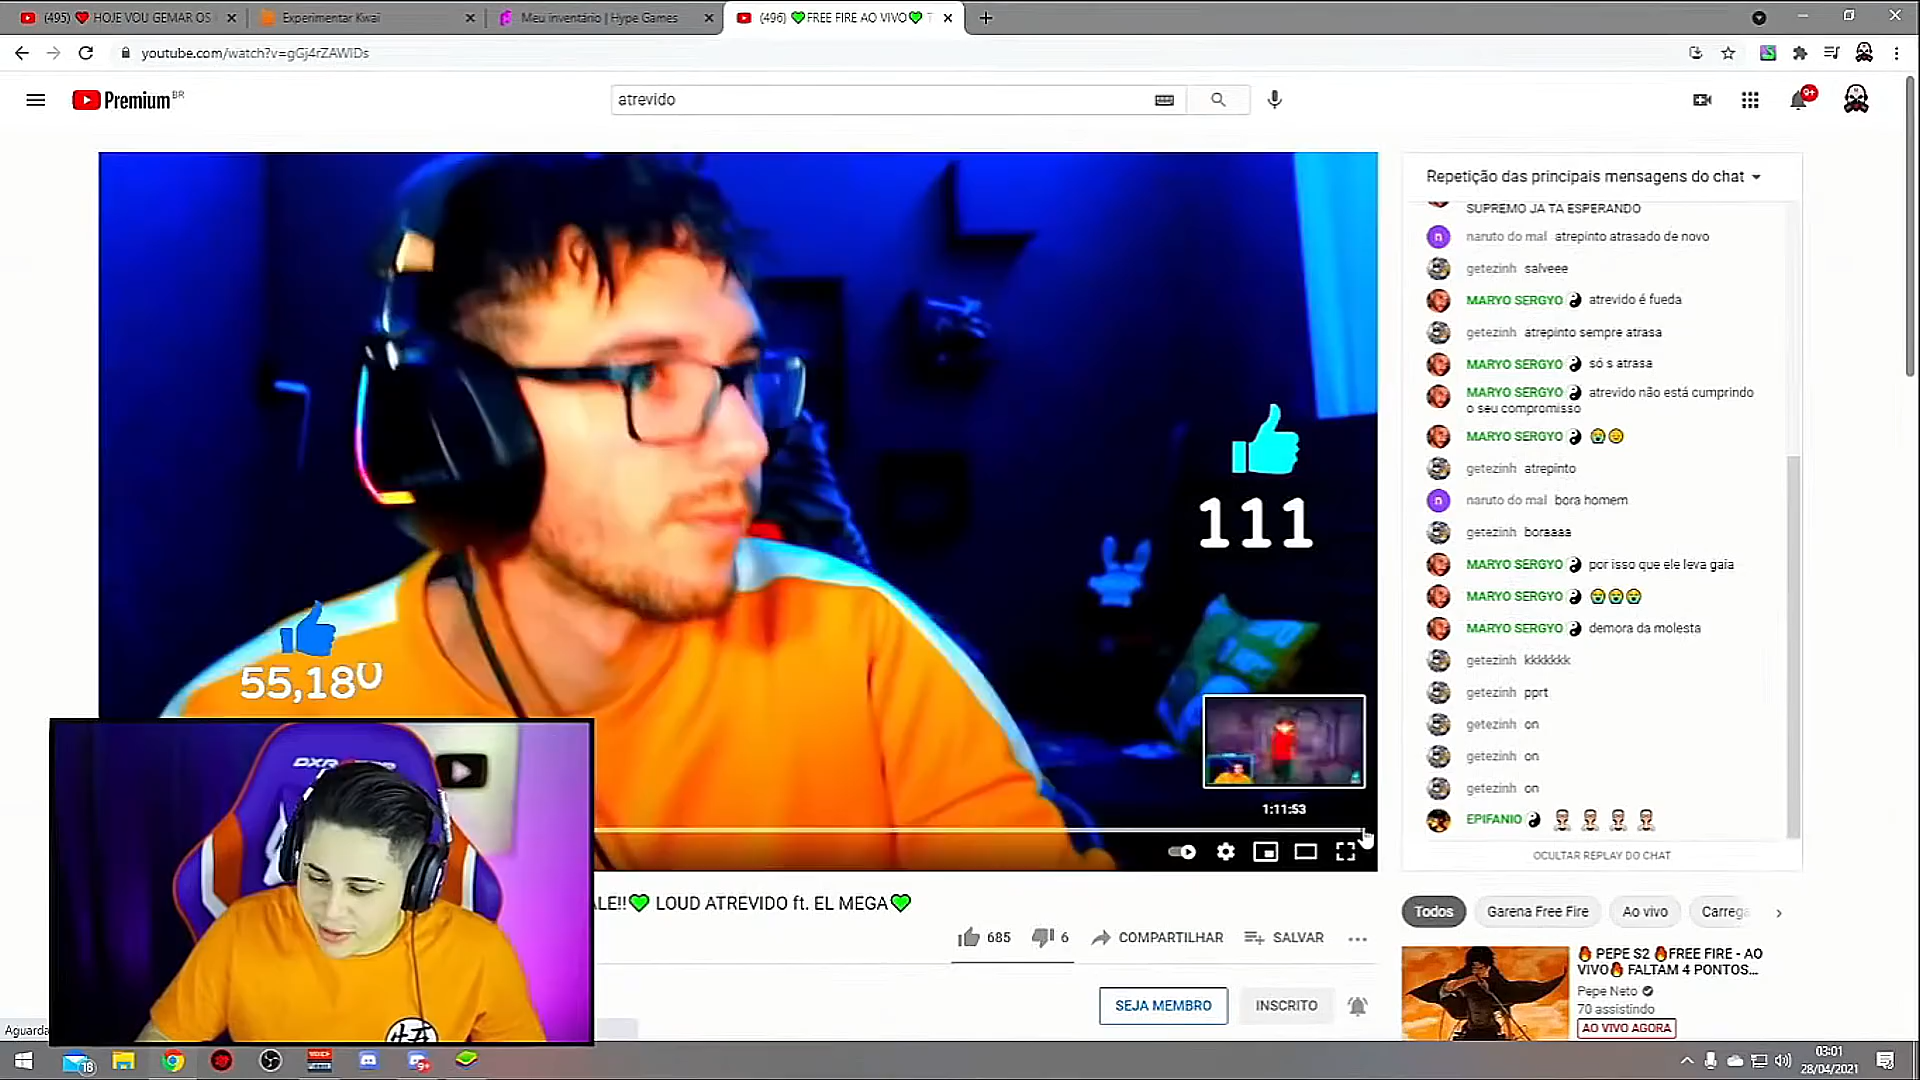 (495) ❤️HOJE VOU GEMAR OS
Experimentar Kwai
Meu inventário | Hype Games
(496) 💚FREE FIRE AO VIVO💚 T
youtube.com/watch?v=gGj4rZAWlDs
Premium BR
atrevido
9+
Repetição das principais mensagens do chat
SUPREMO JA TA ESPERANDO
naruto do mal atrepinto atrasado de novo
getezinh salveee
MARYO SERGYO atrevido é fueda
getezinh atrepinto sempre atrasa
MARYO SERGYO só s atrasa
MARYO SERGYO atrevido não está cumprindo
o seu compromisso
MARYO SERGYO
getezinh atrepinto
naruto do mal bora homem
getezinh boraaaa
MARYO SERGYO por isso que ele leva gaia
MARYO SERGYO
MARYO SERGYO demora da molesta
getezinh kkkkkkk
getezinh pprt
getezinh on
getezinh on
getezinh on
EPIFANIO
OCULTAR REPLAY DO CHAT
111
55,180
1:11:53
ALE!!💚 LOUD ATREVIDO ft. EL MEGA💚
685
6
COMPARTILHAR
SALVAR
SEJA MEMBRO
INSCRITO
Todos
Garena Free Fire
Ao vivo
Carrega
🔥 PEPE S2 🔥FREE FIRE - AO
VIVO🔥 FALTAM 4 PONTOS...
Pepe Neto
70 assistindo
AO VIVO AGORA
Aguarda
18
9+
03:01
28/04/2021